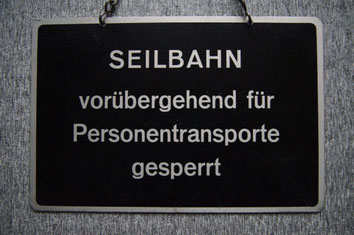 SEILBAHN
vorübergehend für
Personentransporte
gesperrt